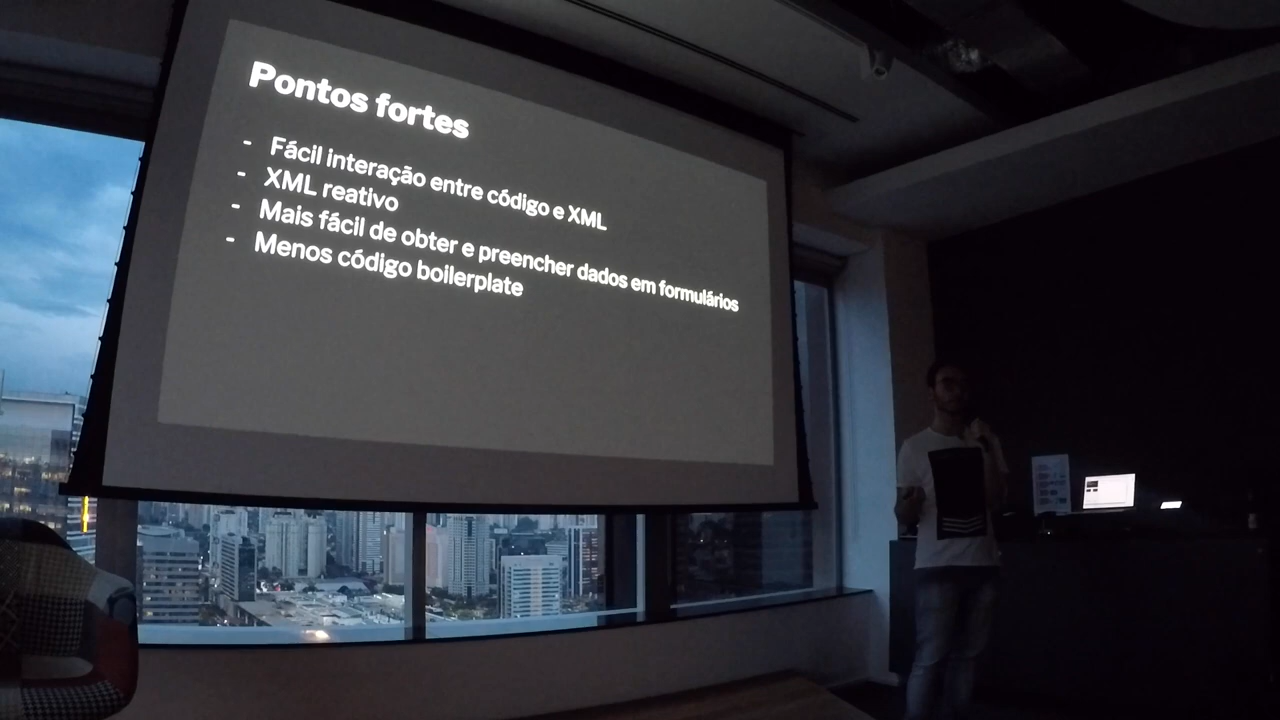 Pontos fortes
- Fácil interação entre código e XML
- XML reativo
- Mais fácil de obter e preencher dados em formulários
- Menos código boilerplate